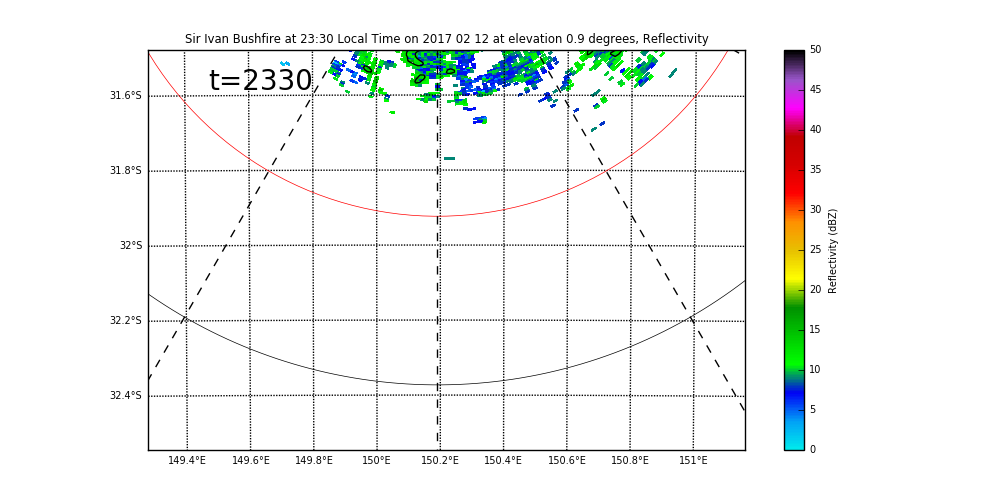 Sir Ivan Bushfire at 23:30 Local Time on 2017 02 12 at elevation 0.9 degrees, Reflectivity
t=2330
31.6°S
31.8°S
32°S
32.2°S
32.4°S
149.4°E 149.6°E 149.8°E 150°E 150.2°E 150.4°E 150.6°E 150.8°E 151°E
50
45
40
35
30
25
20
15
10
5
0
Reflectivity (dBZ)